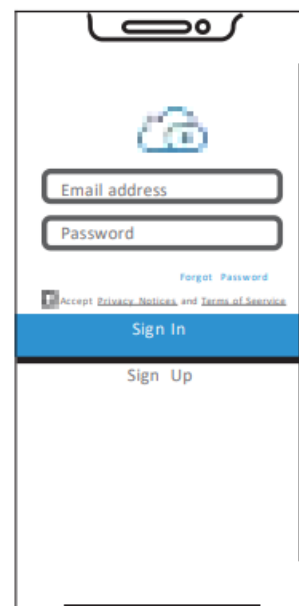 Email address
Password
Forgot Password
Accept Privacy Notices and Terms of Seervice
Sign In
Sign Up